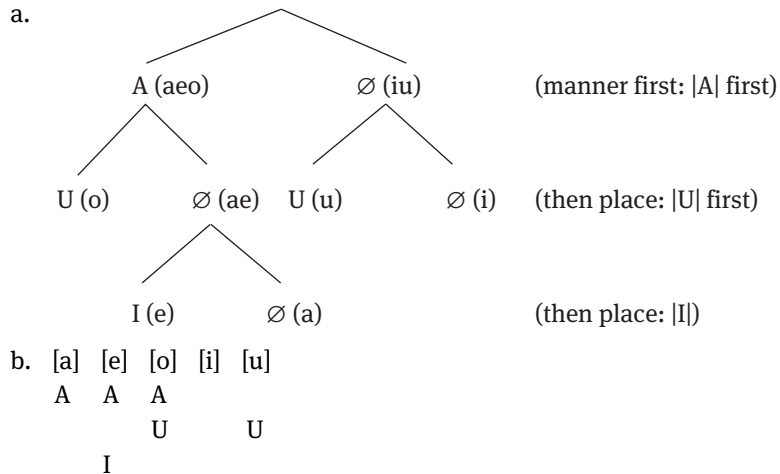 a.
A (aeo) ∅ (iu) (manner first: |A| first)
U (o) ∅ (ae) U (u) ∅ (i) (then place: |U| first)
I (e) ∅ (a) (then place: |I|)
b. [a] [e] [o] [i] [u]
A A A
U U
I